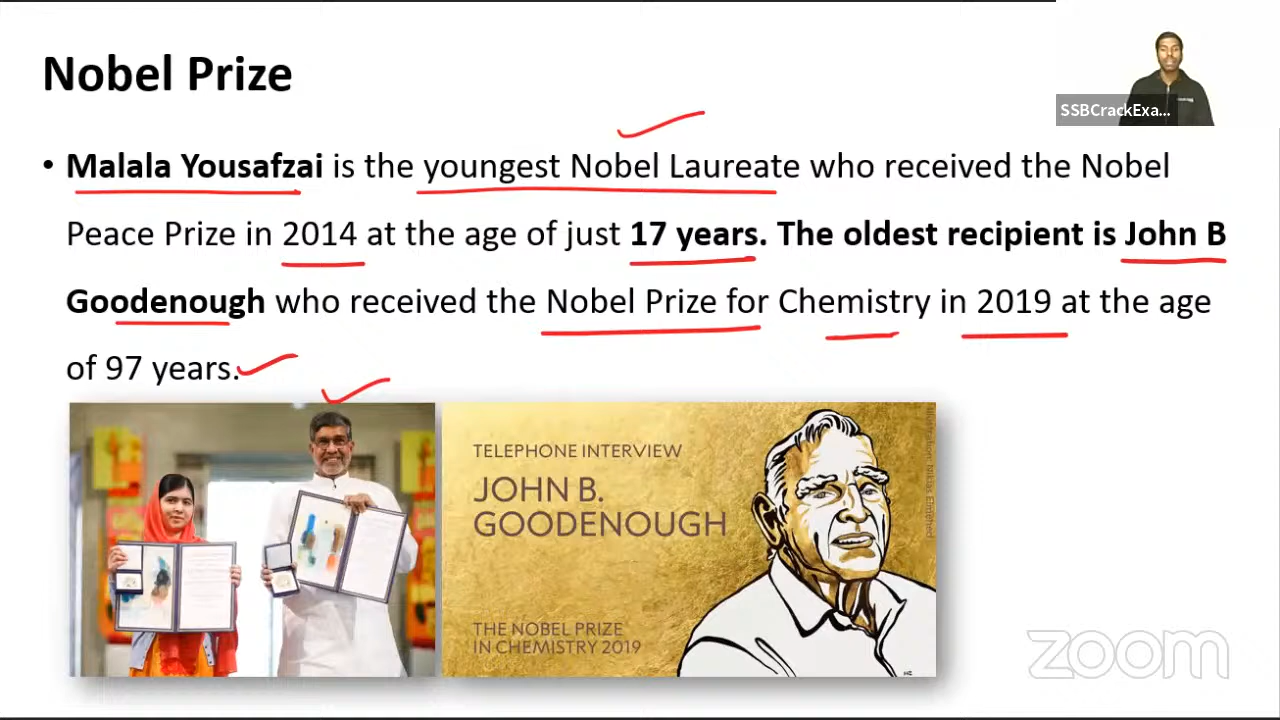 Nobel Prize
SSBCrackExa...
• Malala Yousafzai is the youngest Nobel Laureate who received the Nobel
Peace Prize in 2014 at the age of just 17 years. The oldest recipient is John B
Goodenough who received the Nobel Prize for Chemistry in 2019 at the age
of 97 years.
TELEPHONE INTERVIEW
JOHN B.
GOODENOUGH
THE NOBEL PRIZE
IN CHEMISTRY 2019
Illustration: Niklas Elmehed
zoom